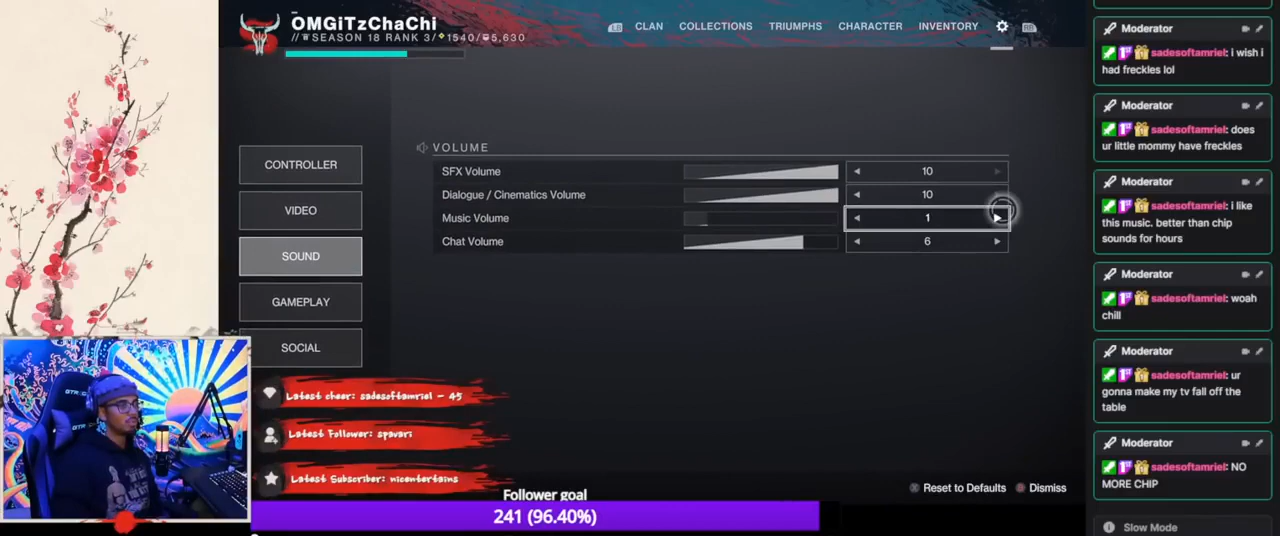 OMGiTzChaChi
// SEASON 18 RANK 3/ 1540/ 5,630
LB CLAN COLLECTIONS TRIUMPHS CHARACTER INVENTORY RB
CONTROLLER
VIDEO
SOUND
GAMEPLAY
SOCIAL
VOLUME
SFX Volume 10
Dialogue / Cinematics Volume 10
Music Volume 1
Chat Volume 6
Latest cheer: sadesoftamriel - 45
Latest Follower: spavari
Latest Subscriber: nicentertains
Reset to Defaults Dismiss
Follower goal
241 (96.40%)
Moderator
sadesoftamriel: i wish i
had freckles lol
Moderator
sadesoftamriel: does
ur little mommy have freckles
Moderator
sadesoftamriel: i like
this music. better than chip
sounds for hours
Moderator
sadesoftamriel: woah
chill
Moderator
sadesoftamriel: ur
gonna make my tv fall off the
table
Moderator
sadesoftamriel: NO
MORE CHIP
Slow Mode